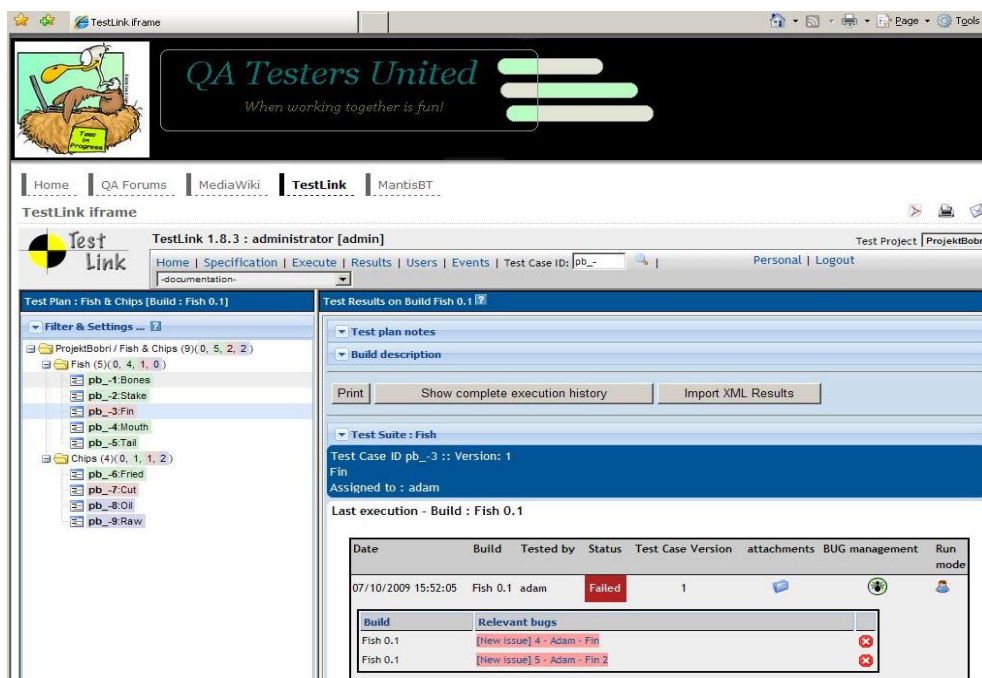 TestLink iframe
Page
Tools
QA Testers United
When working together is fun!
Test in Progress
Home
QA Forums
MediaWiki
TestLink
MantisBT
TestLink iframe
Test Link
TestLink 1.8.3 : administrator [admin]
Test Project ProjektBobri
Home | Specification | Execute | Results | Users | Events | Test Case ID: pb_- |
Personal | Logout
-documentation-
Test Plan : Fish & Chips [Build : Fish 0.1]
Filter & Settings ... ?
ProjektBobri / Fish & Chips (9)( 0, 5, 2, 2 )
Fish (5)( 0, 4, 1, 0 )
pb_-1:Bones
pb_-2:Stake
pb_-3:Fin
pb_-4:Mouth
pb_-5:Tail
Chips (4)( 0, 1, 1, 2 )
pb_-6:Fried
pb_-7:Cut
pb_-8:Oil
pb_-9:Raw
Test Results on Build Fish 0.1 ?
Test plan notes
Build description
Print
Show complete execution history
Import XML Results
Test Suite : Fish
Test Case ID pb_-3 :: Version: 1
Fin
Assigned to : adam
Last execution - Build : Fish 0.1
Date Build Tested by Status Test Case Version attachments BUG management Run mode
07/10/2009 15:52:05 Fish 0.1 adam Failed 1
Build Relevant bugs
Fish 0.1 [New issue] 4 - Adam - Fin
Fish 0.1 [New issue] 5 - Adam - Fin 2